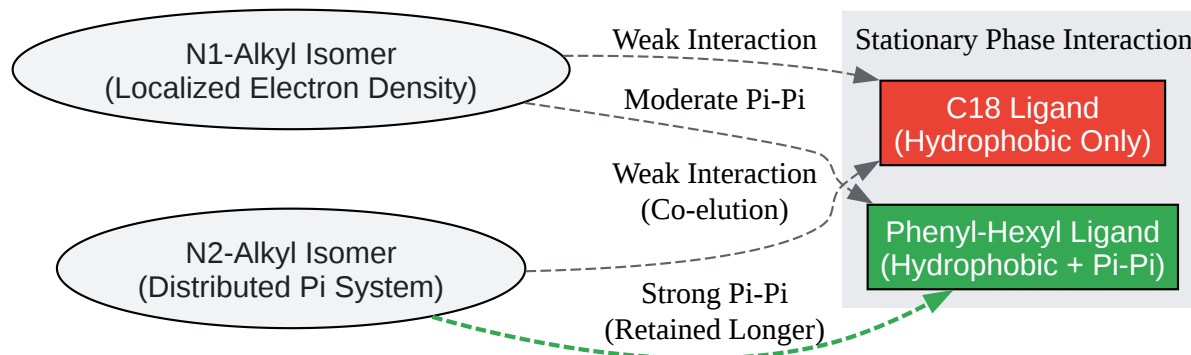 N1-Alkyl Isomer
(Localized Electron Density)
Weak Interaction
Moderate Pi-Pi
Stationary Phase Interaction
C18 Ligand
(Hydrophobic Only)
Weak Interaction
(Co-elution)
N2-Alkyl Isomer
(Distributed Pi System)
Strong Pi-Pi
(Retained Longer)
Phenyl-Hexyl Ligand
(Hydrophobic + Pi-Pi)